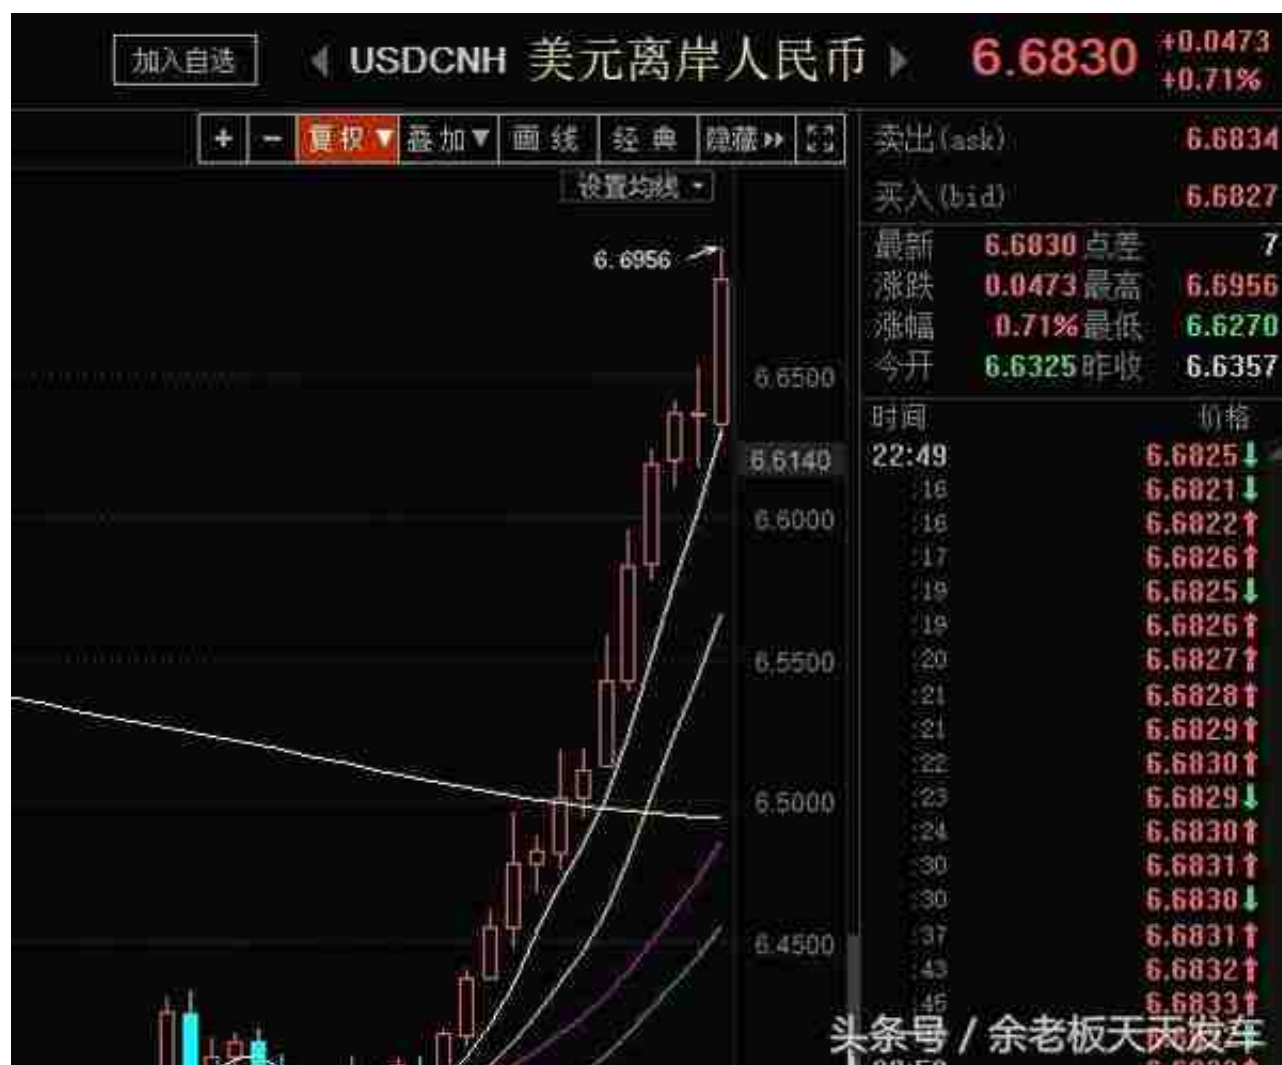 加入自选
USDCNH 美元离岸人民币
6.6830
+0.0473
+0.71%
+ − 复权▼ 叠加▼ 画线 经典 隐藏
设置均线
6.6956
6.6500
6.6140
6.6000
6.5500
6.5000
6.4500
卖出(ask) 6.6834
买入(bid) 6.6827
最新 6.6830 点差 7
涨跌 0.0473 最高 6.6956
涨幅 0.71% 最低 6.6270
今开 6.6325 昨收 6.6357
时间 价格
22:49 6.6825↓
:16 6.6821↓
:16 6.6822↑
:17 6.6826↑
:19 6.6825↓
:19 6.6826↑
:20 6.6827↑
:21 6.6828↑
:21 6.6829↑
:22 6.6830↑
:23 6.6829↓
:24 6.6830↑
:30 6.6831↑
:30 6.6830↓
:37 6.6831↑
:43 6.6832↑
:45 6.6833↑
头条号 / 余老板天天发车